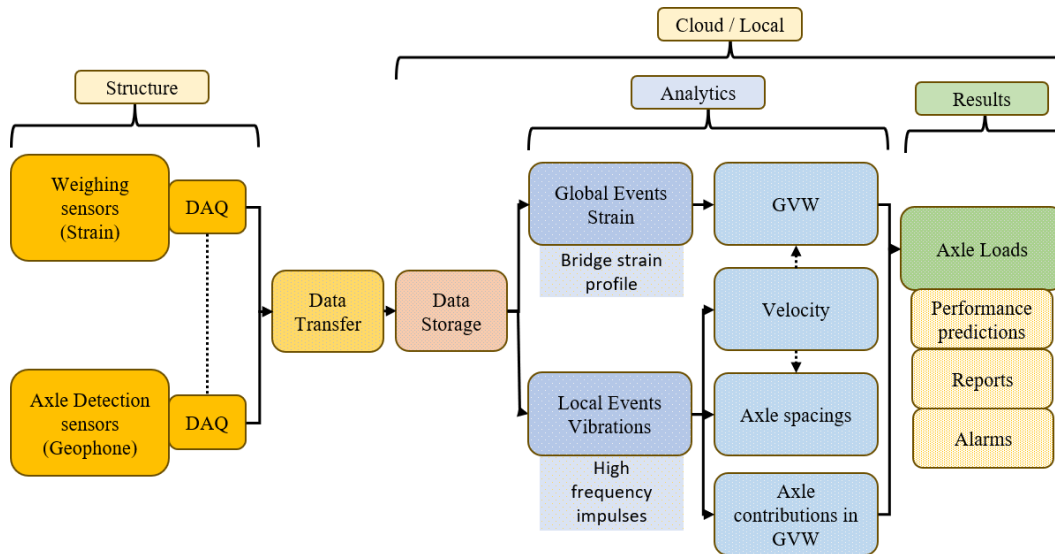 Cloud / Local
Structure
Analytics
Results
Weighing
sensors
(Strain)
DAQ
Global Events
Strain
Bridge strain
profile
GVW
Axle Loads
Data
Transfer
Data
Storage
Velocity
Performance
predictions
Axle Detection
sensors
(Geophone)
DAQ
Local Events
Vibrations
High
frequency
impulses
Axle spacings
Axle
contributions in
GVW
Reports
Alarms